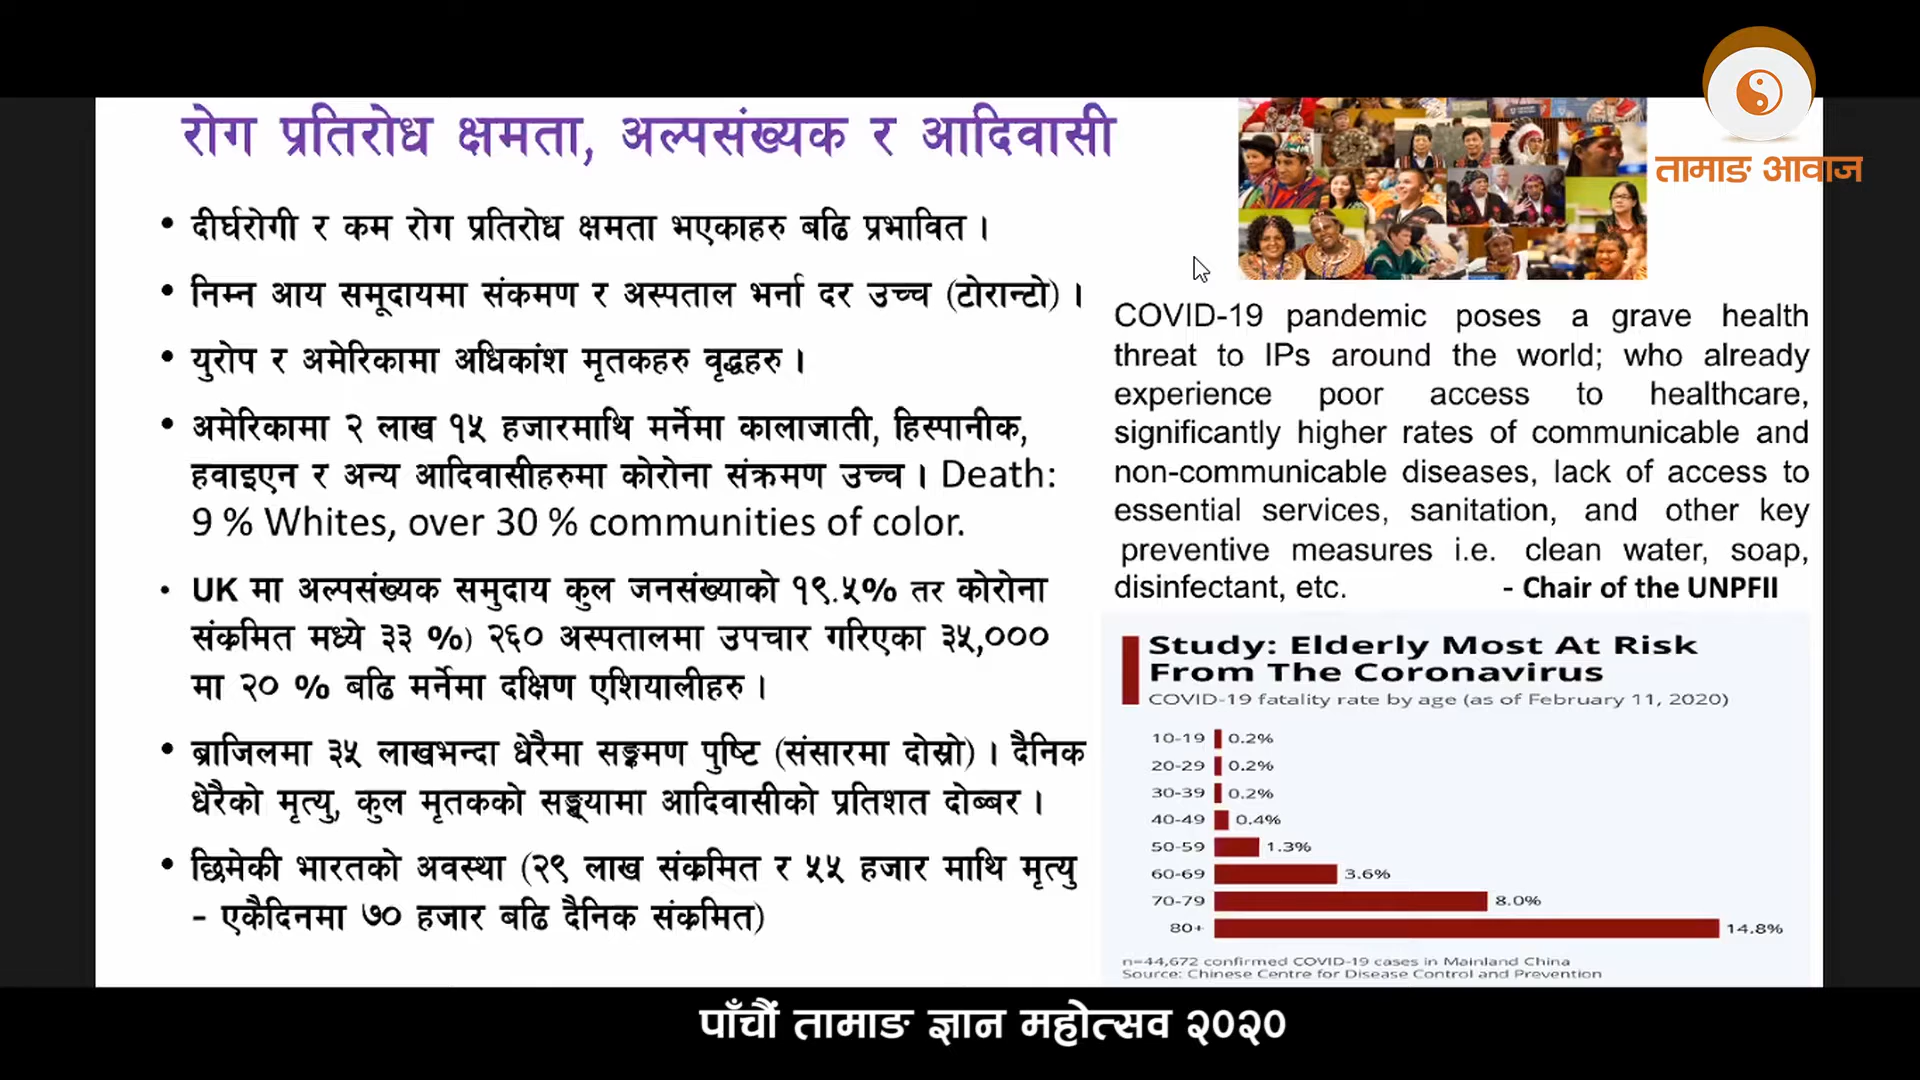 रोग प्रतिरोध क्षमता, अल्पसंख्यक र आदिवासी
तामाङ आवाज
• दीर्घरोगी र कम रोग प्रतिरोध क्षमता भएकाहरु बढि प्रभावित ।
• निम्न आय समूदायमा संकमण र अस्पताल भर्ना दर उच्च (टोरान्टो) ।
• युरोप र अमेरिकामा अधिकांश मृतकहरु वृद्धहरु ।
• अमेरिकामा २ लाख १५ हजारमाथि मर्नेमा कालाजाती, हिस्पानीक,
हवाइएन र अन्य आदिवासीहरुमा कोरोना संक्रमण उच्च । Death:
9 % Whites, over 30 % communities of color.
• UK मा अल्पसंख्यक समुदाय कुल जनसंख्याको १९.५% तर कोरोना
संक्रमित मध्ये ३३ %) २६० अस्पतालमा उपचार गरिएका ३५,०००
मा २० % बढि मर्नेमा दक्षिण एशियालीहरु ।
• ब्राजिलमा ३५ लाखभन्दा धेरैमा सङ्कमण पुष्टि (संसारमा दोस्रो) । दैनिक
धेरैको मृत्यु, कुल मृतकको सङ्ख्यामा आदिवासीको प्रतिशत दोब्बर ।
• छिमेकी भारतको अवस्था (२९ लाख संक्रमित र ५५ हजार माथि मृत्यु
- एकैदिनमा ७० हजार बढि दैनिक संक्रमित)
COVID-19 pandemic poses a grave health
threat to IPs around the world; who already
experience poor access to healthcare,
significantly higher rates of communicable and
non-communicable diseases, lack of access to
essential services, sanitation, and other key
preventive measures i.e. clean water, soap,
disinfectant, etc. - Chair of the UNPFII
Study: Elderly Most At Risk
From The Coronavirus
COVID-19 fatality rate by age (as of February 11, 2020)
10-19 0.2%
20-29 0.2%
30-39 0.2%
40-49 0.4%
50-59 1.3%
60-69 3.6%
70-79 8.0%
80+ 14.8%
n=44,672 confirmed COVID-19 cases in Mainland China
Source: Chinese Centre for Disease Control and Prevention
पाँचौं तामाङ ज्ञान महोत्सव २०२०